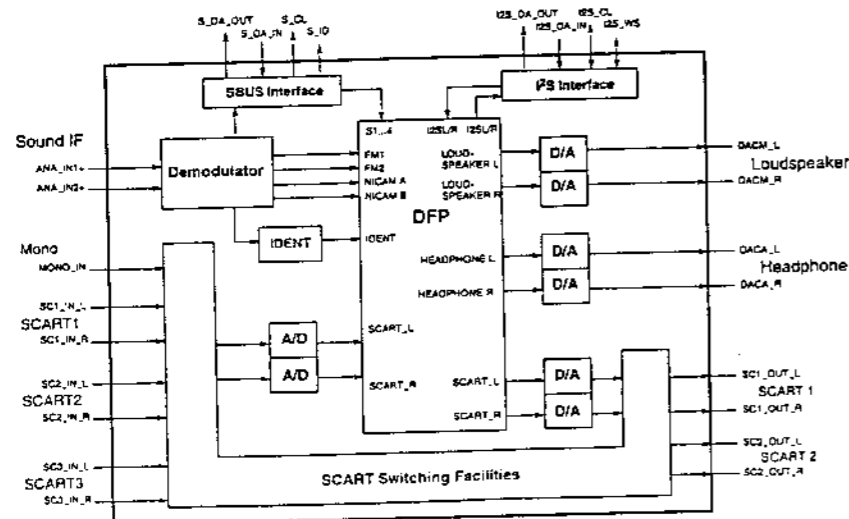 S_DA_OUT
S_DA_IN
S_CL
S_ID
I2S_DA_OUT
I2S_DA_IN
I2S_CL
I2S_WS
SBUS Interface
I²S Interface
S1...4
I2SL/R
I2SL/R
Sound IF
ANA_IN1+
ANA_IN2+
Demodulator
FM1
FM2
NICAM A
NICAM B
IDENT
IDENT
DFP
LOUD-
SPEAKER L
LOUD-
SPEAKER R
D/A
D/A
DACM_L
Loudspeaker
DACM_R
HEADPHONE L
HEADPHONE R
D/A
D/A
DACA_L
Headphone
DACA_R
Mono
MONO_IN
SC1_IN_L
SCART1
SC1_IN_R
SC2_IN_L
SCART2
SC2_IN_R
SC3_IN_L
SCART3
SC3_IN_R
A/D
A/D
SCART_L
SCART_R
SCART_L
SCART_R
D/A
D/A
SC1_OUT_L
SCART 1
SC1_OUT_R
SC2_OUT_L
SCART 2
SC2_OUT_R
SCART Switching Facilities